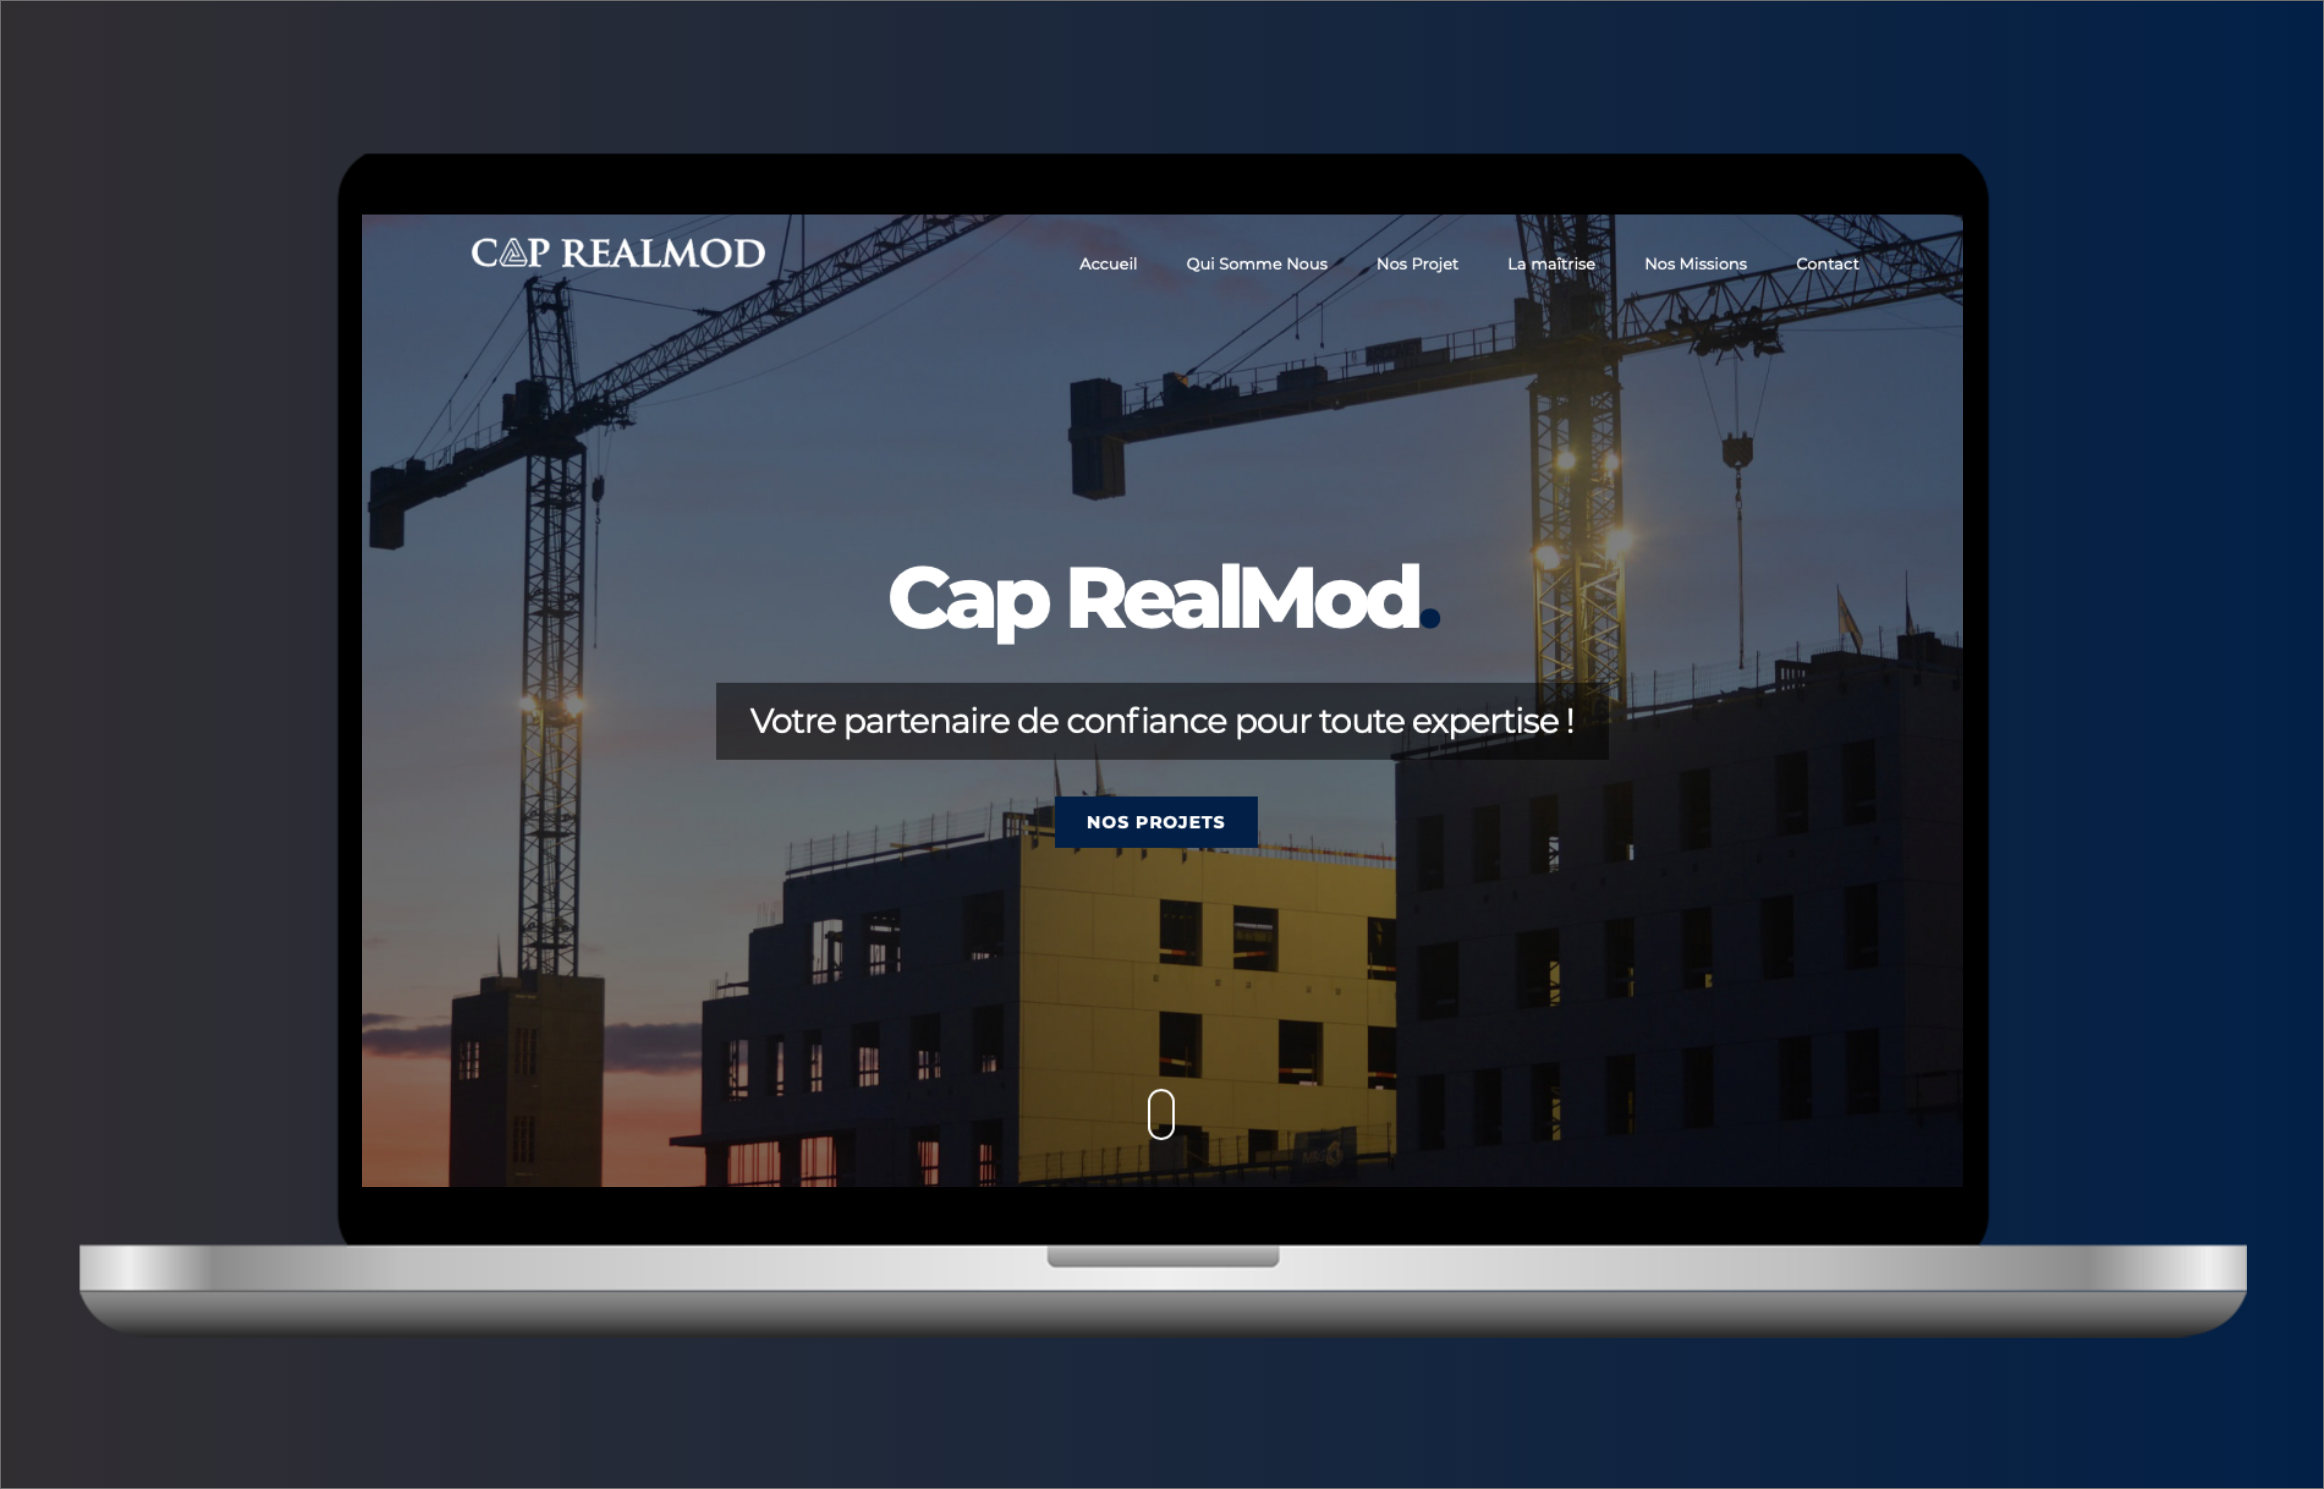 CAP REALMOD
Accueil Qui Somme Nous Nos Projet La maîtrise Nos Missions Contact
Cap RealMod.
Votre partenaire de confiance pour toute expertise !
NOS PROJETS